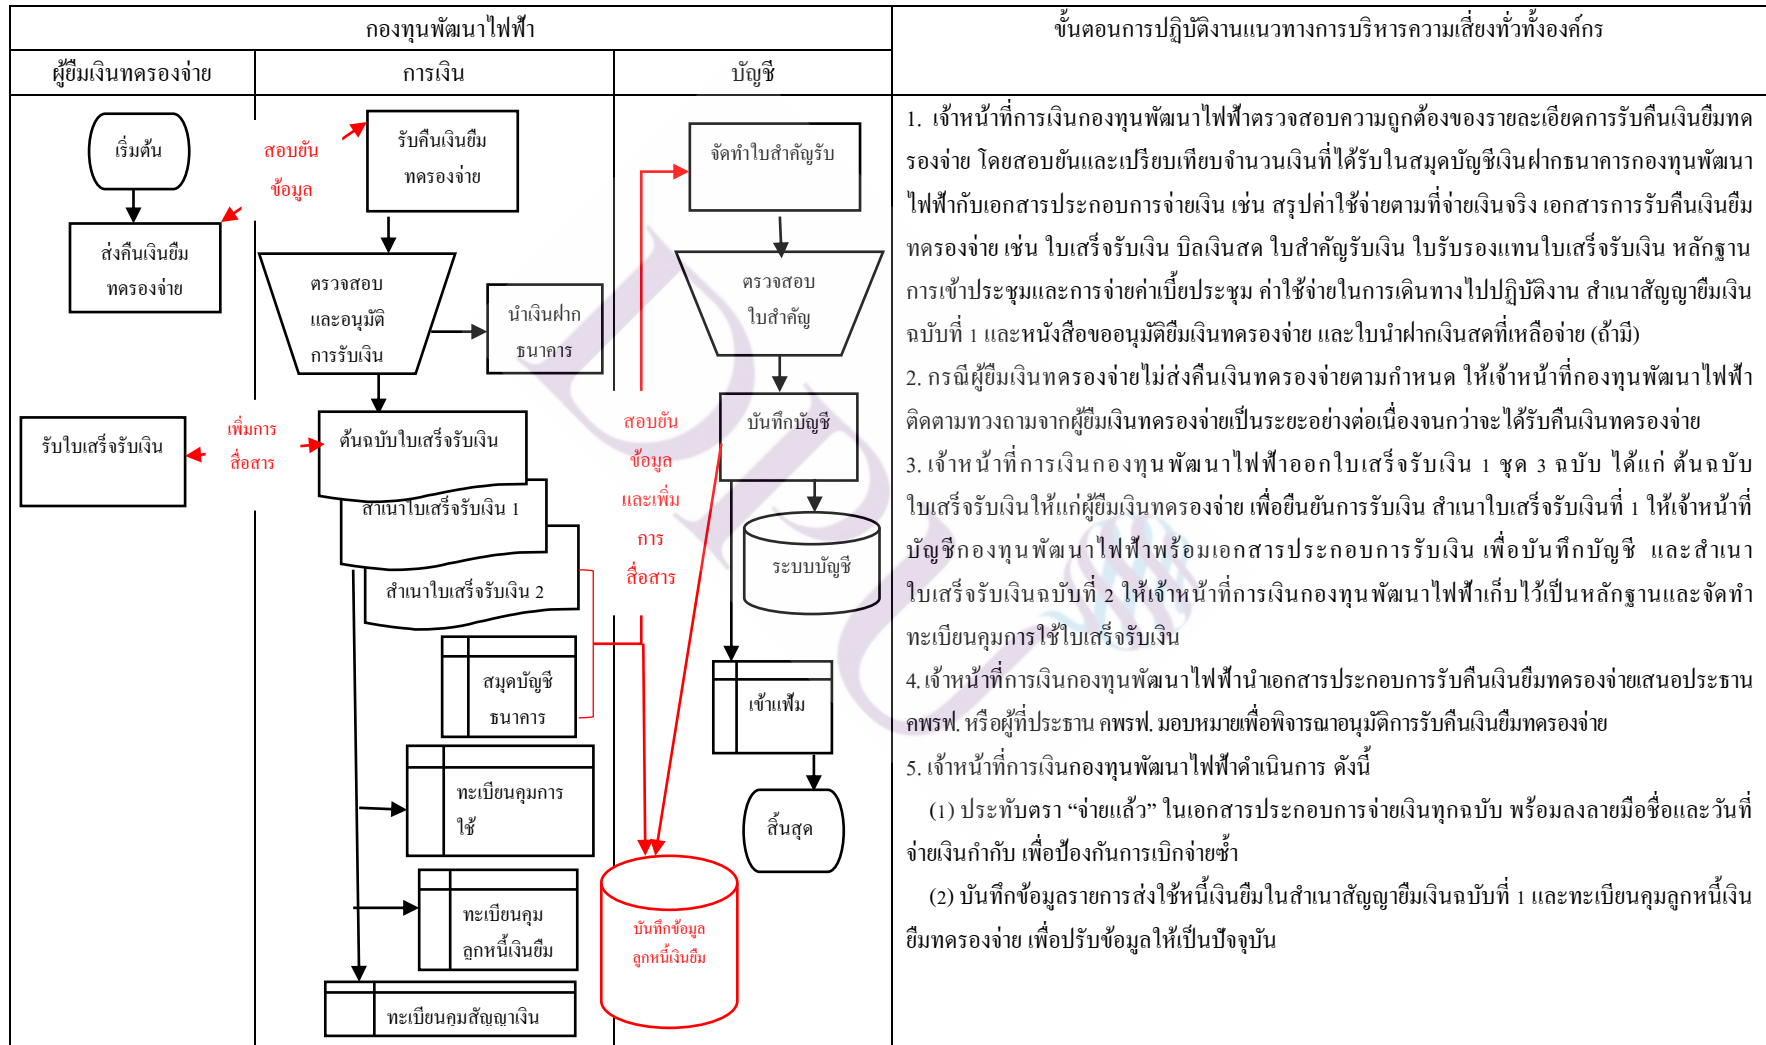 กองทุนพัฒนาไฟฟ้า
ขั้นตอนการปฏิบัติงานแนวทางการบริหารความเสี่ยงทั่วทั้งองค์กร
ผู้ยืมเงินทดรองจ่าย
การเงิน
บัญชี
เริ่มต้น
ส่งคืนเงินยืม
ทดรองจ่าย
รับใบเสร็จรับเงิน
สอบยัน
ข้อมูล
เพิ่มการ
สื่อสาร
รับคืนเงินยืม
ทดรองจ่าย
ตรวจสอบ
และอนุมัติ
การรับเงิน
นำเงินฝาก
ธนาคาร
ต้นฉบับใบเสร็จรับเงิน
สำเนาใบเสร็จรับเงิน 1
สำเนาใบเสร็จรับเงิน 2
สมุดบัญชี
ธนาคาร
ทะเบียนคุมการ
ใช้
ทะเบียนคุม
ลูกหนี้เงินยืม
ทะเบียนคุมสัญญาเงิน
สอบยัน
ข้อมูล
และเพิ่ม
การ
สื่อสาร
จัดทำใบสำคัญรับ
ตรวจสอบ
ใบสำคัญ
บันทึกบัญชี
ระบบบัญชี
เข้าแฟ้ม
สิ้นสุด
บันทึกข้อมูล
ลูกหนี้เงินยืม
1. เจ้าหน้าที่การเงินกองทุนพัฒนาไฟฟ้าตรวจสอบความถูกต้องของรายละเอียดการรับคืนเงินยืมทด
รองจ่าย โดยสอบยันและเปรียบเทียบจำนวนเงินที่ได้รับในสมุดบัญชีเงินฝากธนาคารกองทุนพัฒนา
ไฟฟ้ากับเอกสารประกอบการจ่ายเงิน เช่น สรุปค่าใช้จ่ายตามที่จ่ายเงินจริง เอกสารการรับคืนเงินยืม
ทดรองจ่าย เช่น ใบเสร็จรับเงิน บิลเงินสด ใบสำคัญรับเงิน ใบรับรองแทนใบเสร็จรับเงิน หลักฐาน
การเข้าประชุมและการจ่ายค่าเบี้ยประชุม ค่าใช้จ่ายในการเดินทางไปปฏิบัติงาน สำเนาสัญญายืมเงิน
ฉบับที่ 1 และหนังสือขออนุมัติยืมเงินทดรองจ่าย และใบนำฝากเงินสดที่เหลือจ่าย (ถ้ามี)
2. กรณีผู้ยืมเงินทดรองจ่ายไม่ส่งคืนเงินทดรองจ่ายตามกำหนด ให้เจ้าหน้าที่กองทุนพัฒนาไฟฟ้า
ติดตามทวงถามจากผู้ยืมเงินทดรองจ่ายเป็นระยะอย่างต่อเนื่องจนกว่าจะได้รับคืนเงินทดรองจ่าย
3. เจ้าหน้าที่การเงินกองทุนพัฒนาไฟฟ้าออกใบเสร็จรับเงิน 1 ชุด 3 ฉบับ ได้แก่ ต้นฉบับ
ใบเสร็จรับเงินให้แก่ผู้ยืมเงินทดรองจ่าย เพื่อยืนยันการรับเงิน สำเนาใบเสร็จรับเงินที่ 1 ให้เจ้าหน้าที่
บัญชีกองทุนพัฒนาไฟฟ้าพร้อมเอกสารประกอบการรับเงิน เพื่อบันทึกบัญชี และสำเนา
ใบเสร็จรับเงินฉบับที่ 2 ให้เจ้าหน้าที่การเงินกองทุนพัฒนาไฟฟ้าเก็บไว้เป็นหลักฐานและจัดทำ
ทะเบียนคุมการใช้ใบเสร็จรับเงิน
4. เจ้าหน้าที่การเงินกองทุนพัฒนาไฟฟ้านำเอกสารประกอบการรับคืนเงินยืมทดรองจ่ายเสนอประธาน
คพรฟ. หรือผู้ที่ประธาน คพรฟ. มอบหมายเพื่อพิจารณาอนุมัติการรับคืนเงินยืมทดรองจ่าย
5. เจ้าหน้าที่การเงินกองทุนพัฒนาไฟฟ้าดำเนินการ ดังนี้
(1) ประทับตรา “จ่ายแล้ว” ในเอกสารประกอบการจ่ายเงินทุกฉบับ พร้อมลงลายมือชื่อและวันที่
จ่ายเงินกำกับ เพื่อป้องกันการเบิกจ่ายซ้ำ
(2) บันทึกข้อมูลรายการส่งใช้หนี้เงินยืมในสำเนาสัญญายืมเงินฉบับที่ 1 และทะเบียนคุมลูกหนี้เงิน
ยืมทดรองจ่าย เพื่อปรับข้อมูลให้เป็นปัจจุบัน
DPU